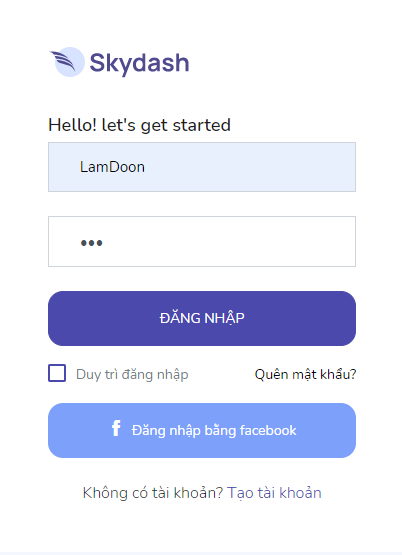 Skydash
Hello! let's get started
LamDoon
•••
ĐĂNG NHẬP
Duy trì đăng nhập
Quên mật khẩu?
f Đăng nhập bằng facebook
Không có tài khoản? Tạo tài khoản